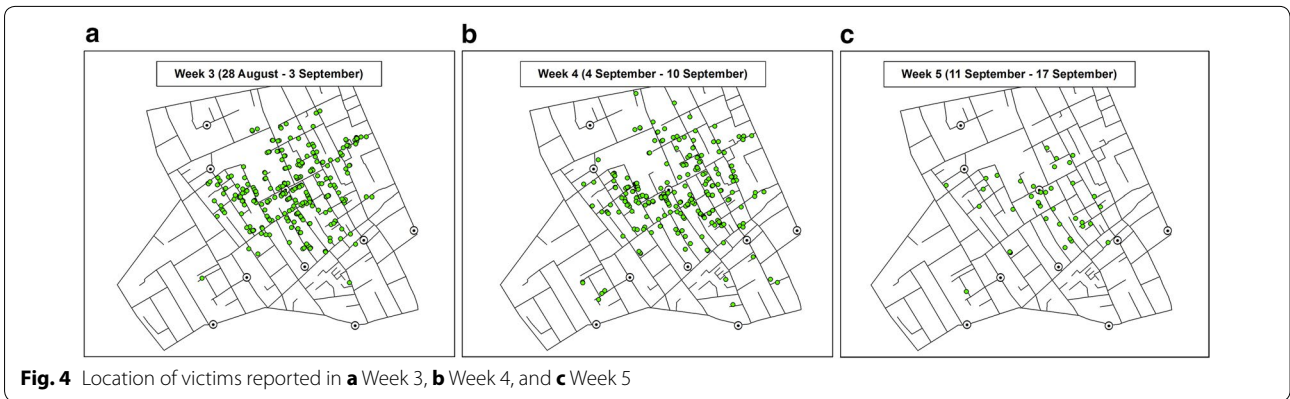 a
b
c
Week 3 (28 August - 3 September)
Week 4 (4 September - 10 September)
Week 5 (11 September - 17 September)
Fig. 4 Location of victims reported in a Week 3, b Week 4, and c Week 5